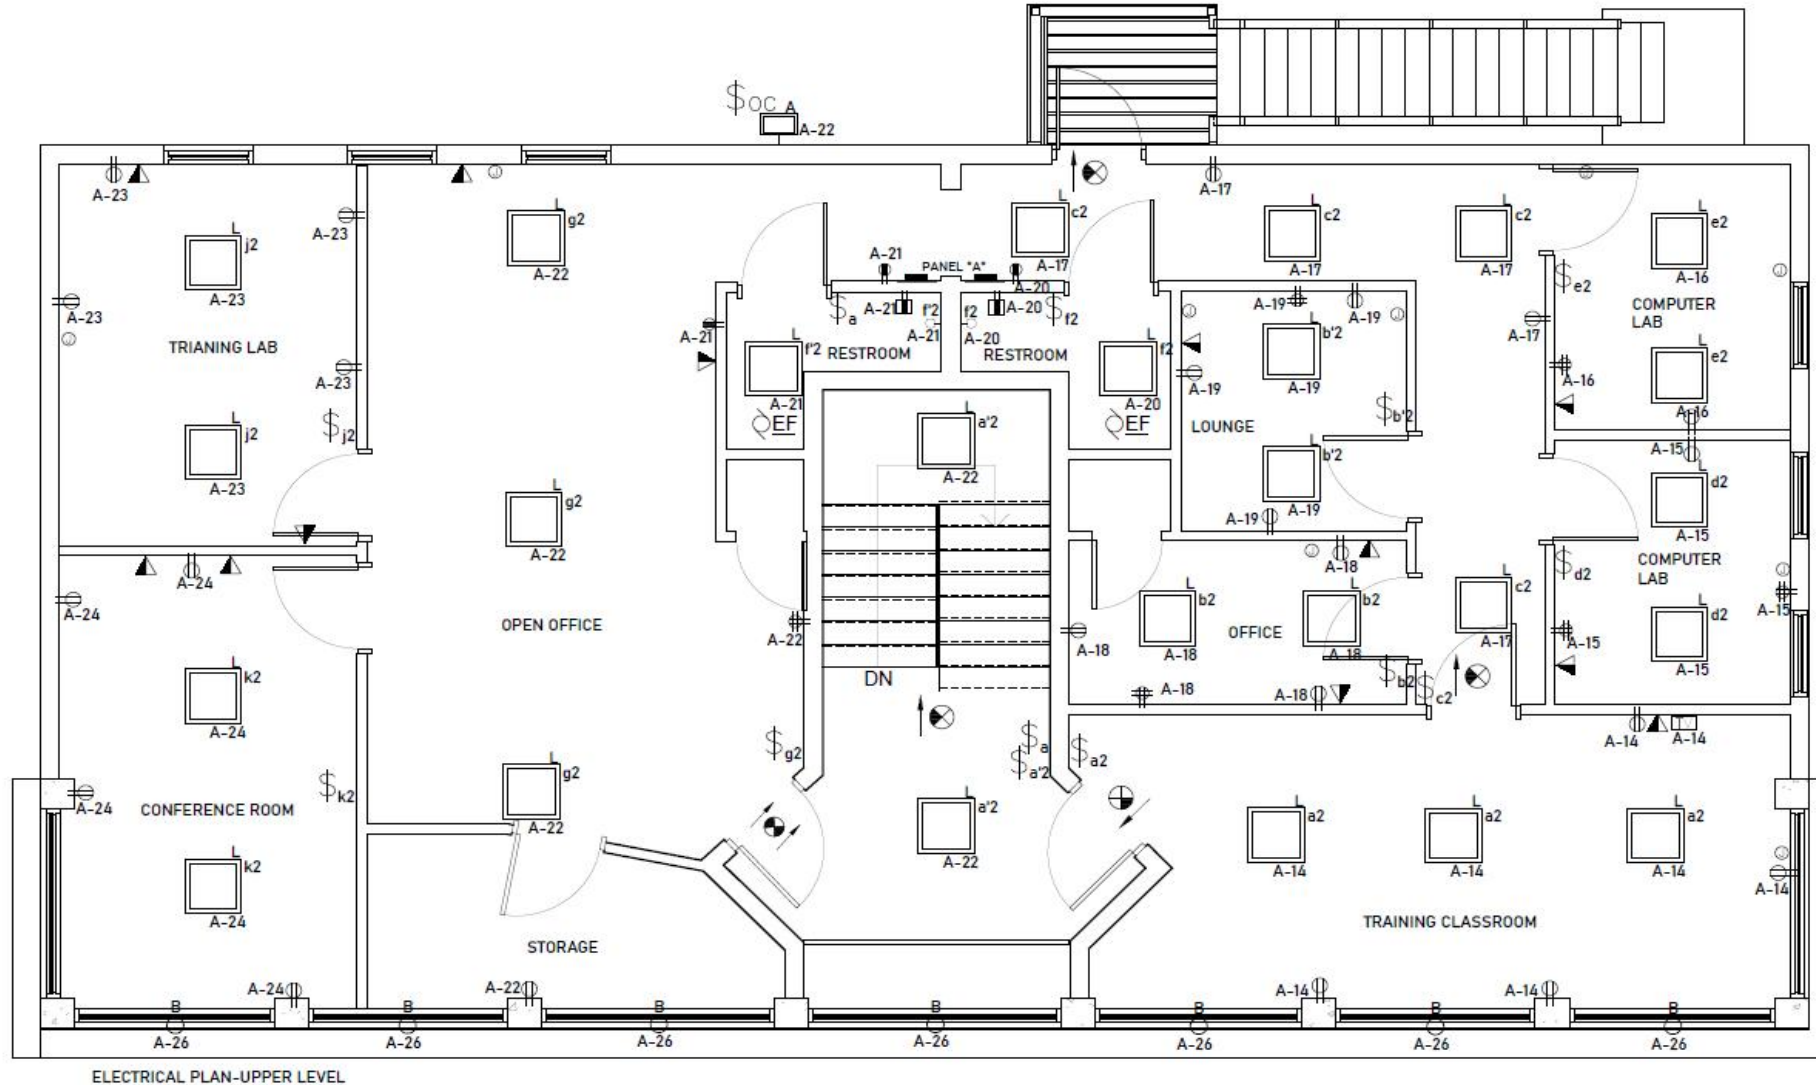 $OC A
A-22
A-23
A-23
L
j2
A-23
A-23
TRIANING LAB
A-23
$j2
L
j2
A-23
L
g2
A-22
L
g2
A-22
OPEN OFFICE
L
g2
A-22
$g2
A-24
A-24
L
k2
A-24
$k2
A-24
CONFERENCE ROOM
L
k2
A-24
A-24
STORAGE
A-22
A-22
A-21
PANEL "A"
A-20
A-21
$a
A-21
f'2
A-21
L
f'2
A-21
RESTROOM
EF
A-20
f2
A-20
$f2
RESTROOM
L
f2
A-20
EF
L
c2
A-17
L
a'2
A-22
DN
$a
$a'2
$a2
L
a'2
A-22
A-17
L
c2
A-17
L
c2
A-17
A-17
A-19
A-19
L
b'2
A-19
A-19
LOUNGE
$b'2
L
b'2
A-19
A-19
A-18
L
b2
A-18
A-18
OFFICE
L
b2
A-18
A-18
A-18
$b2
$c2
L
c2
A-17
L
e2
A-16
$e2
COMPUTER
LAB
A-16
L
e2
A-16
A-15
L
d2
A-15
COMPUTER
LAB
$d2
A-15
A-15
L
d2
A-15
A-14
TV
A-14
L
a2
A-14
L
a2
A-14
L
a2
A-14
A-14
TRAINING CLASSROOM
A-14
A-14
B
B
B
B
B
B
B
A-26
A-26
A-26
A-26
A-26
A-26
A-26
ELECTRICAL PLAN-UPPER LEVEL